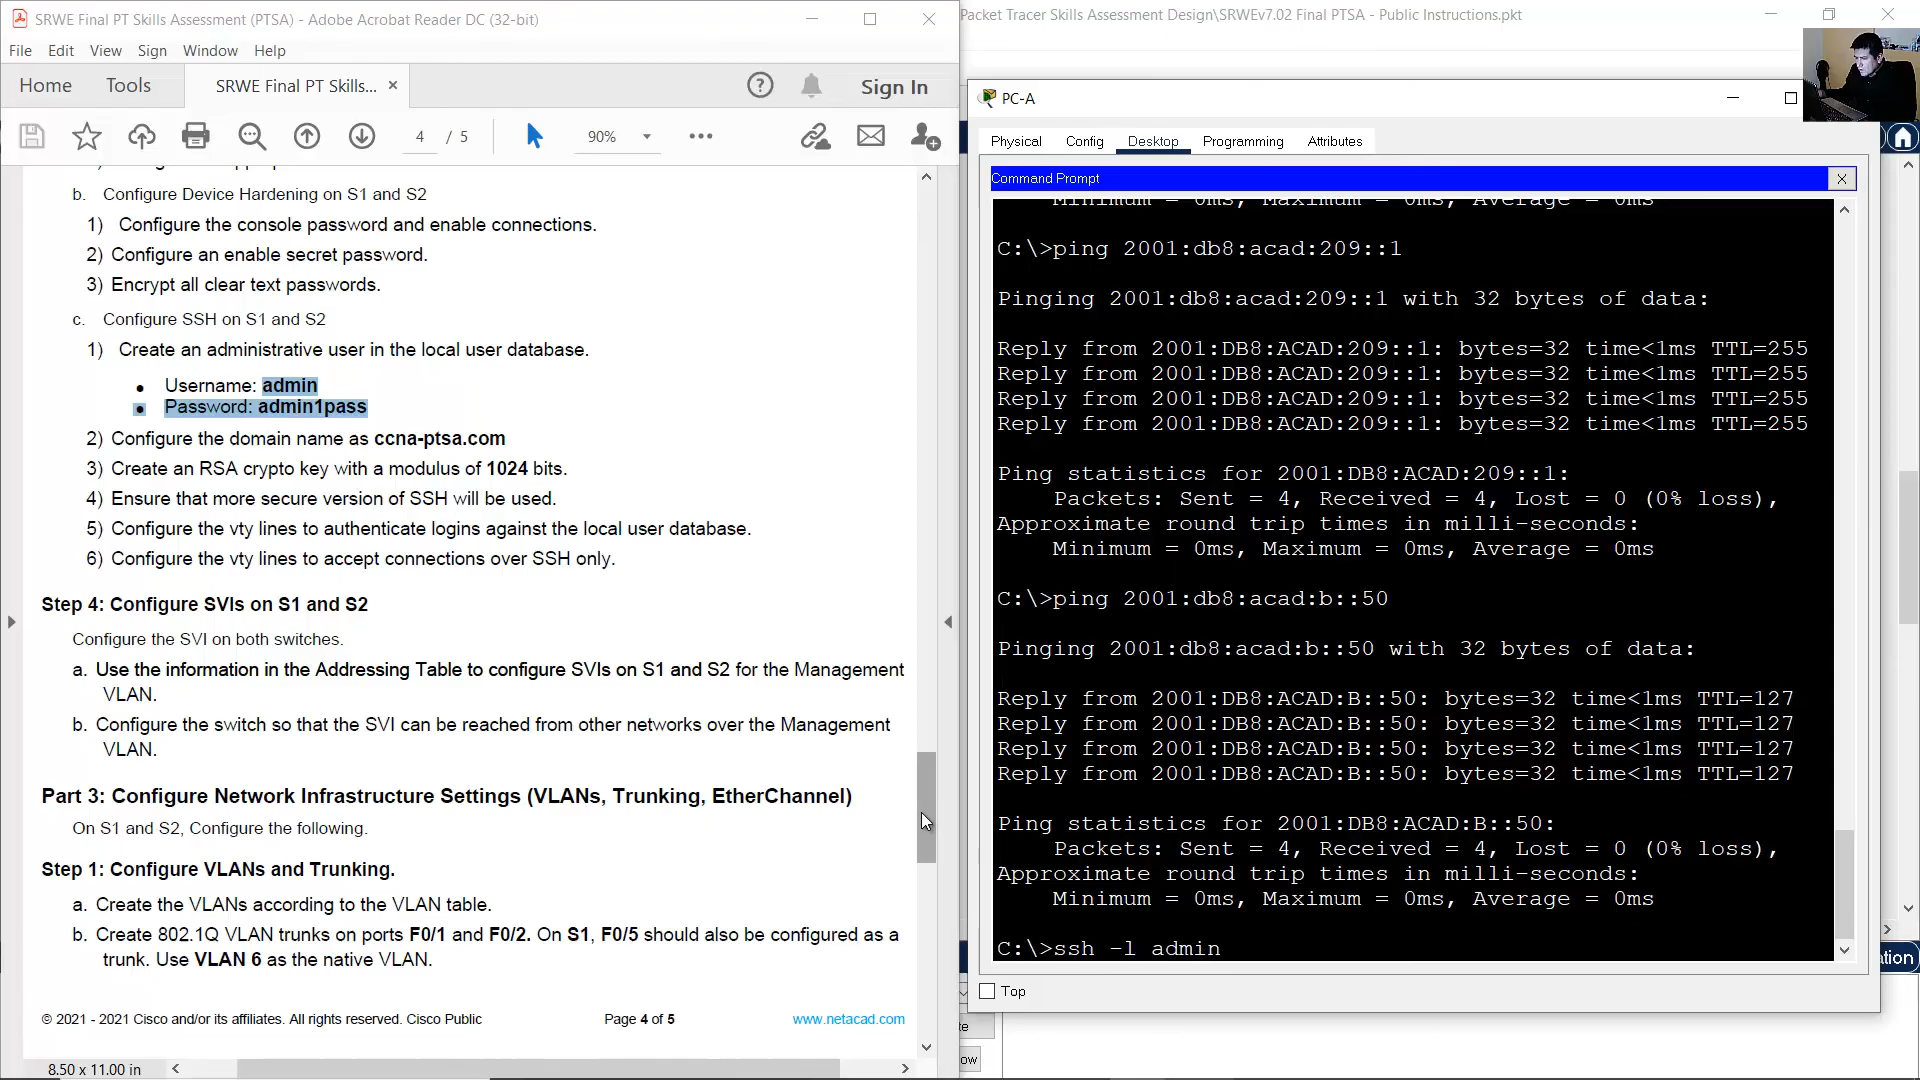 SRWE Final PT Skills Assessment (PTSA) - Adobe Acrobat Reader DC (32-bit)
File Edit View Sign Window Help
Home Tools SRWE Final PT Skills... × Sign In
4 / 5 90%
b. Configure Device Hardening on S1 and S2
1) Configure the console password and enable connections.
2) Configure an enable secret password.
3) Encrypt all clear text passwords.
c. Configure SSH on S1 and S2
1) Create an administrative user in the local user database.
● Username: admin
● Password: admin1pass
2) Configure the domain name as ccna-ptsa.com
3) Create an RSA crypto key with a modulus of 1024 bits.
4) Ensure that more secure version of SSH will be used.
5) Configure the vty lines to authenticate logins against the local user database.
6) Configure the vty lines to accept connections over SSH only.
Step 4: Configure SVIs on S1 and S2
Configure the SVI on both switches.
a. Use the information in the Addressing Table to configure SVIs on S1 and S2 for the Management
VLAN.
b. Configure the switch so that the SVI can be reached from other networks over the Management
VLAN.
Part 3: Configure Network Infrastructure Settings (VLANs, Trunking, EtherChannel)
On S1 and S2, Configure the following.
Step 1: Configure VLANs and Trunking.
a. Create the VLANs according to the VLAN table.
b. Create 802.1Q VLAN trunks on ports F0/1 and F0/2. On S1, F0/5 should also be configured as a
trunk. Use VLAN 6 as the native VLAN.
© 2021 - 2021 Cisco and/or its affiliates. All rights reserved. Cisco Public Page 4 of 5 www.netacad.com
8.50 x 11.00 in
Packet Tracer Skills Assessment Design\SRWEv7.02 Final PTSA - Public Instructions.pkt
PC-A
Physical Config Desktop Programming Attributes
Command Prompt X
Minimum = 0ms, Maximum = 0ms, Average = 0ms
C:\>ping 2001:db8:acad:209::1
Pinging 2001:db8:acad:209::1 with 32 bytes of data:
Reply from 2001:DB8:ACAD:209::1: bytes=32 time<1ms TTL=255
Reply from 2001:DB8:ACAD:209::1: bytes=32 time<1ms TTL=255
Reply from 2001:DB8:ACAD:209::1: bytes=32 time<1ms TTL=255
Reply from 2001:DB8:ACAD:209::1: bytes=32 time<1ms TTL=255
Ping statistics for 2001:DB8:ACAD:209::1:
Packets: Sent = 4, Received = 4, Lost = 0 (0% loss),
Approximate round trip times in milli-seconds:
Minimum = 0ms, Maximum = 0ms, Average = 0ms
C:\>ping 2001:db8:acad:b::50
Pinging 2001:db8:acad:b::50 with 32 bytes of data:
Reply from 2001:DB8:ACAD:B::50: bytes=32 time<1ms TTL=127
Reply from 2001:DB8:ACAD:B::50: bytes=32 time<1ms TTL=127
Reply from 2001:DB8:ACAD:B::50: bytes=32 time<1ms TTL=127
Reply from 2001:DB8:ACAD:B::50: bytes=32 time<1ms TTL=127
Ping statistics for 2001:DB8:ACAD:B::50:
Packets: Sent = 4, Received = 4, Lost = 0 (0% loss),
Approximate round trip times in milli-seconds:
Minimum = 0ms, Maximum = 0ms, Average = 0ms
C:\>ssh -l admin
Top